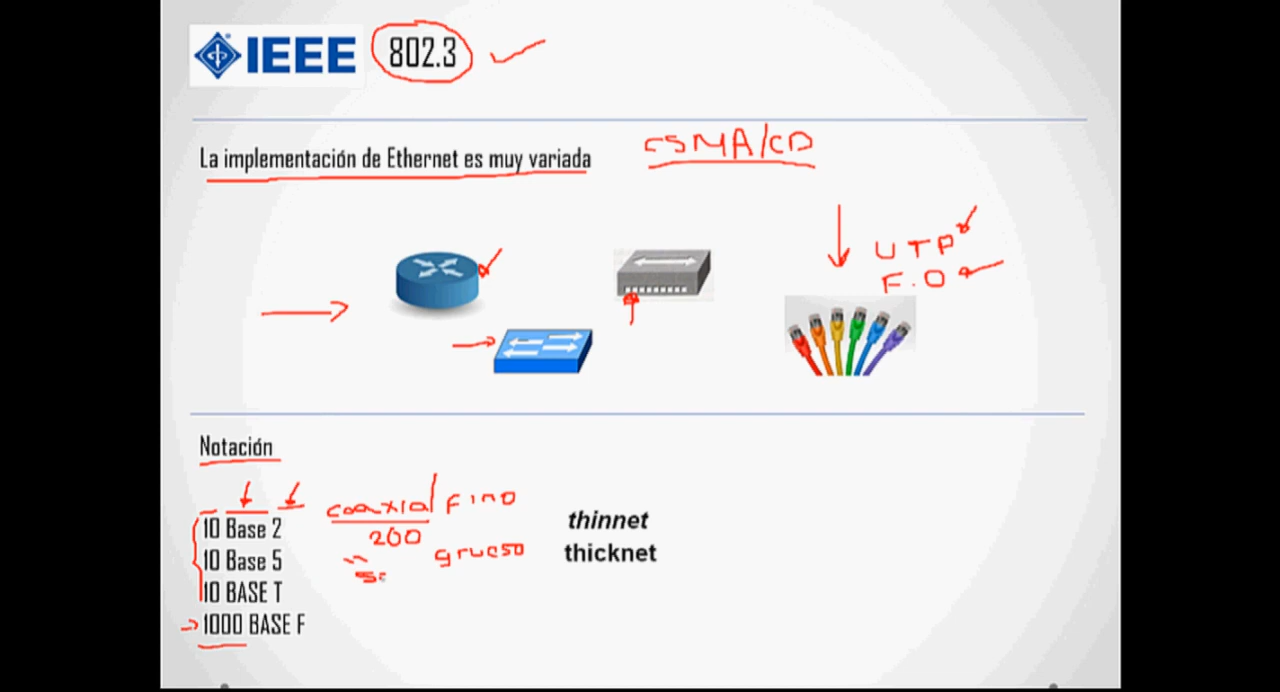 IEEE 802.3
La implementación de Ethernet es muy variada
CSMA/CD
UTP
F.O
Notación
coaxial Fino
10 Base 2
thinnet
200
10 Base 5
grueso
thicknet
10 BASE T
1000 BASE F